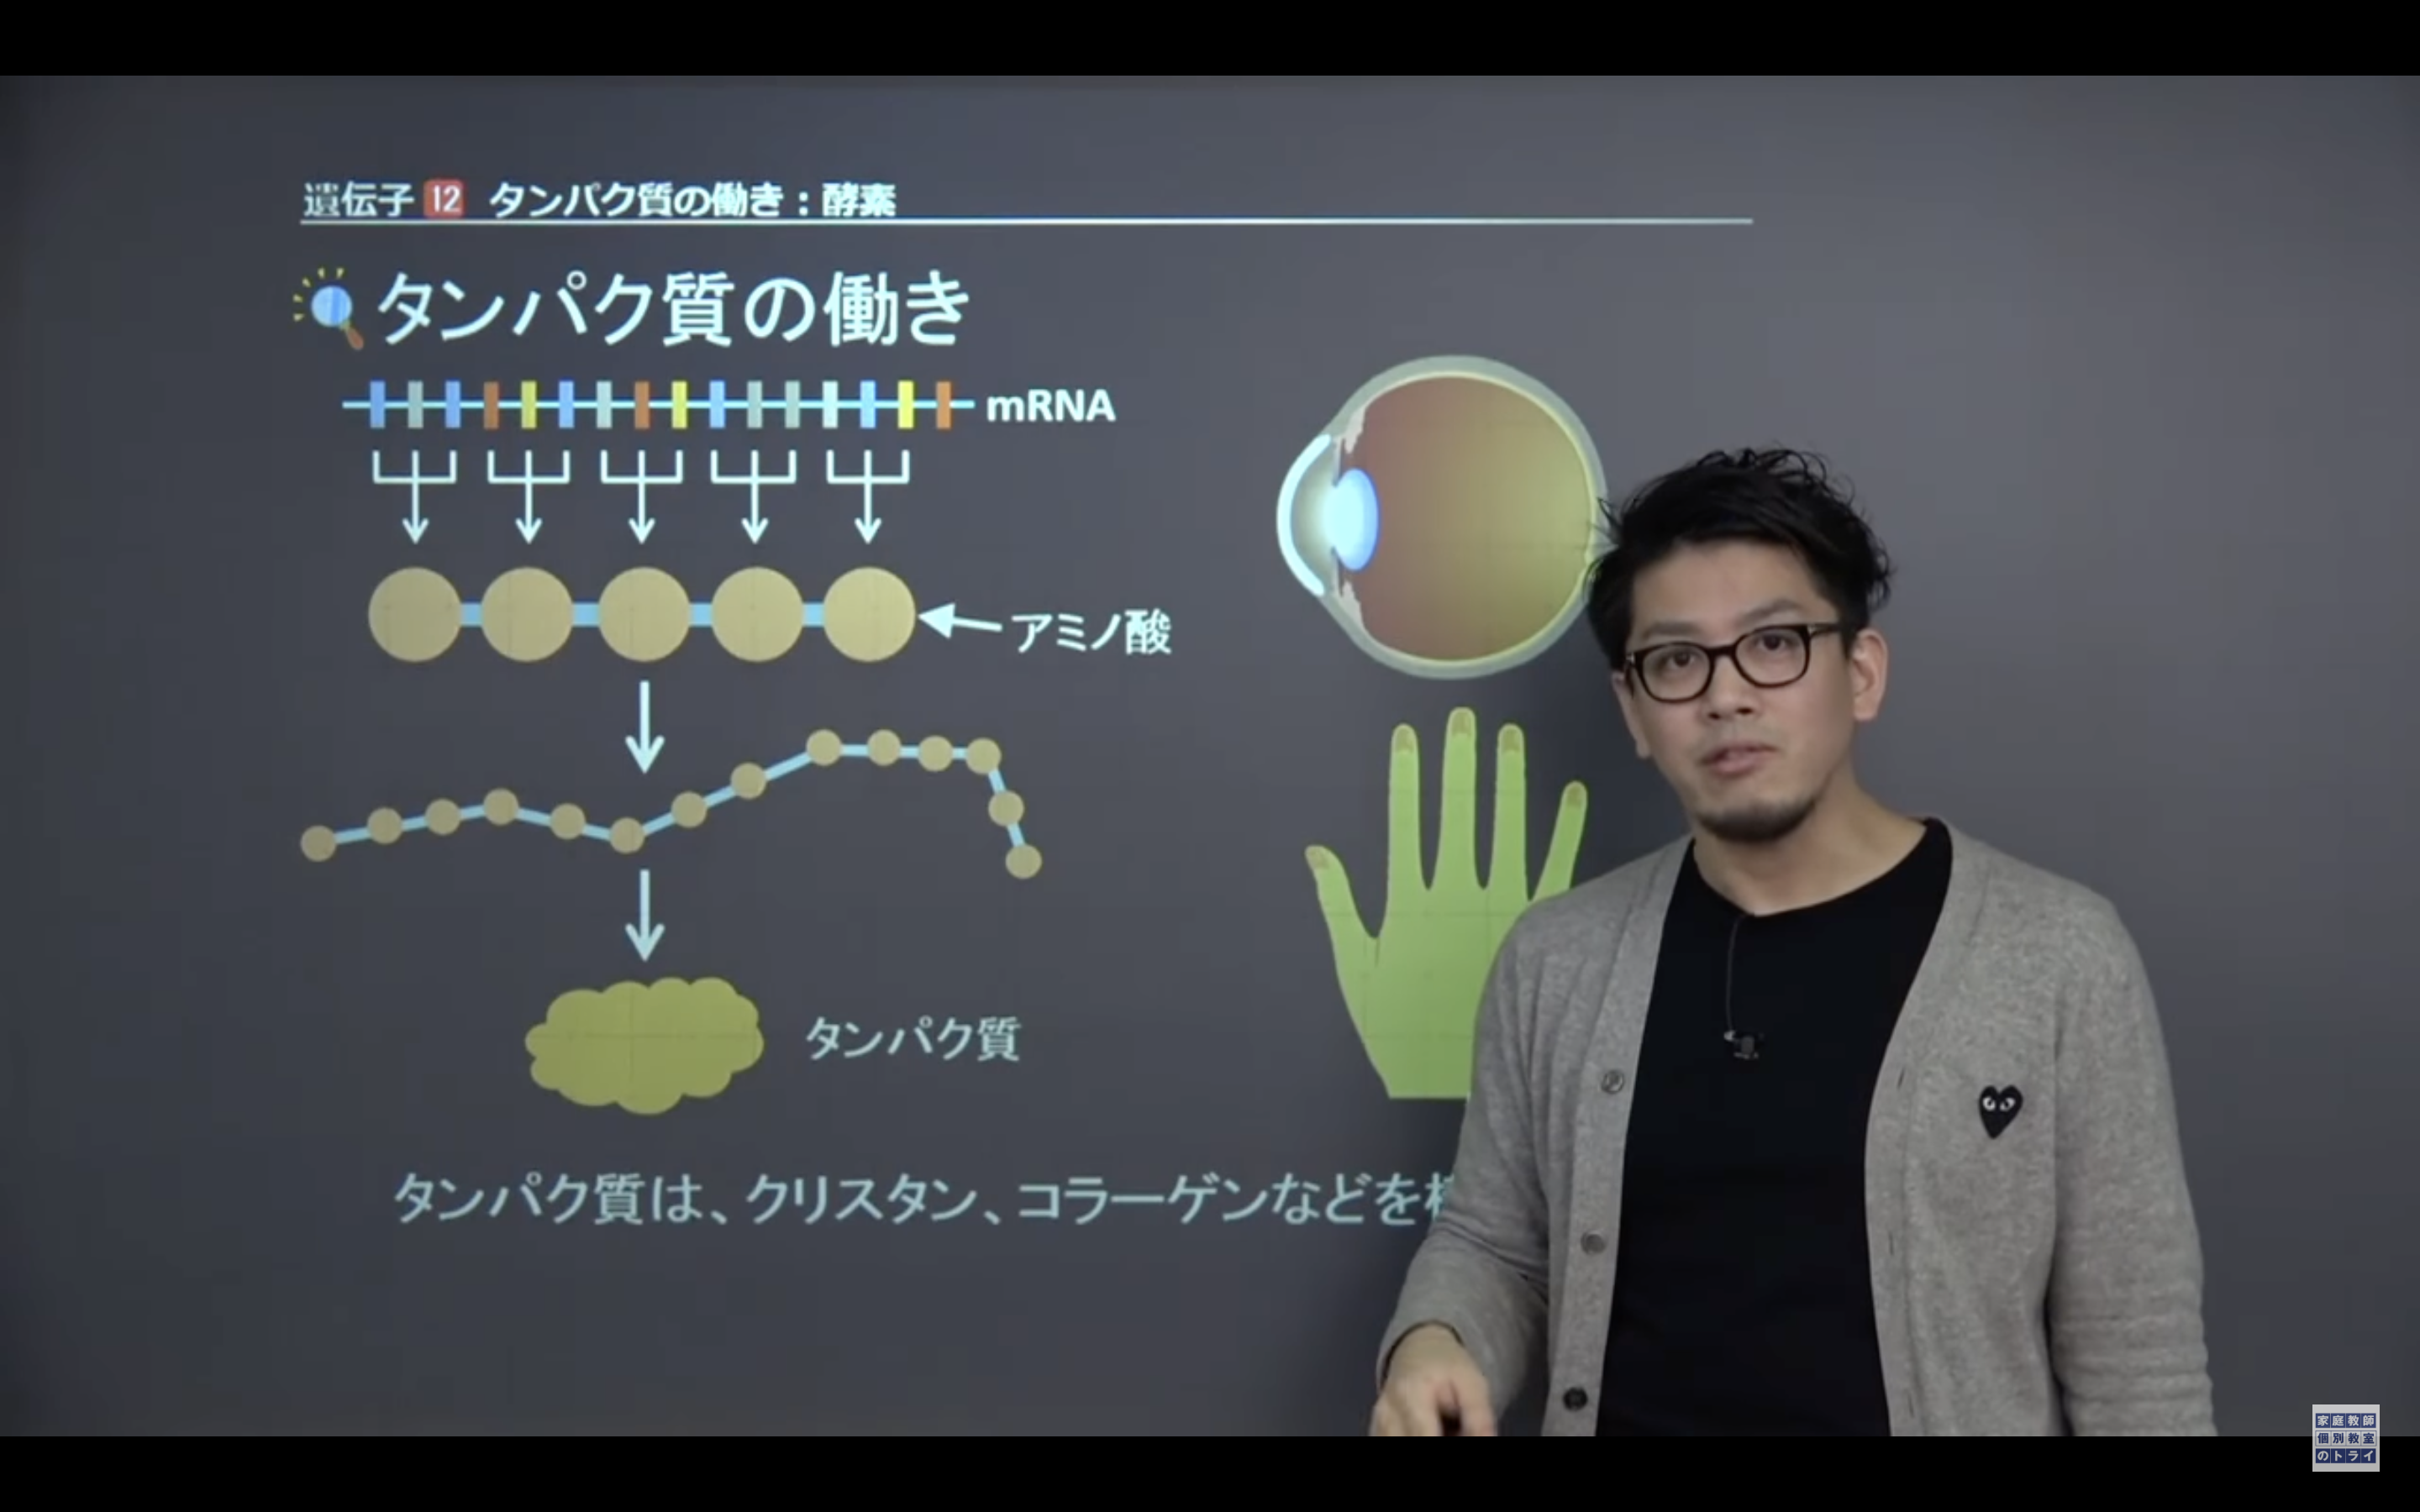 遺伝子 12 タンパク質の働き：酵素
タンパク質の働き
mRNA
アミノ酸
タンパク質
タンパク質は、クリスタン、コラーゲンなどを
家庭教師
個別教室
のトライ